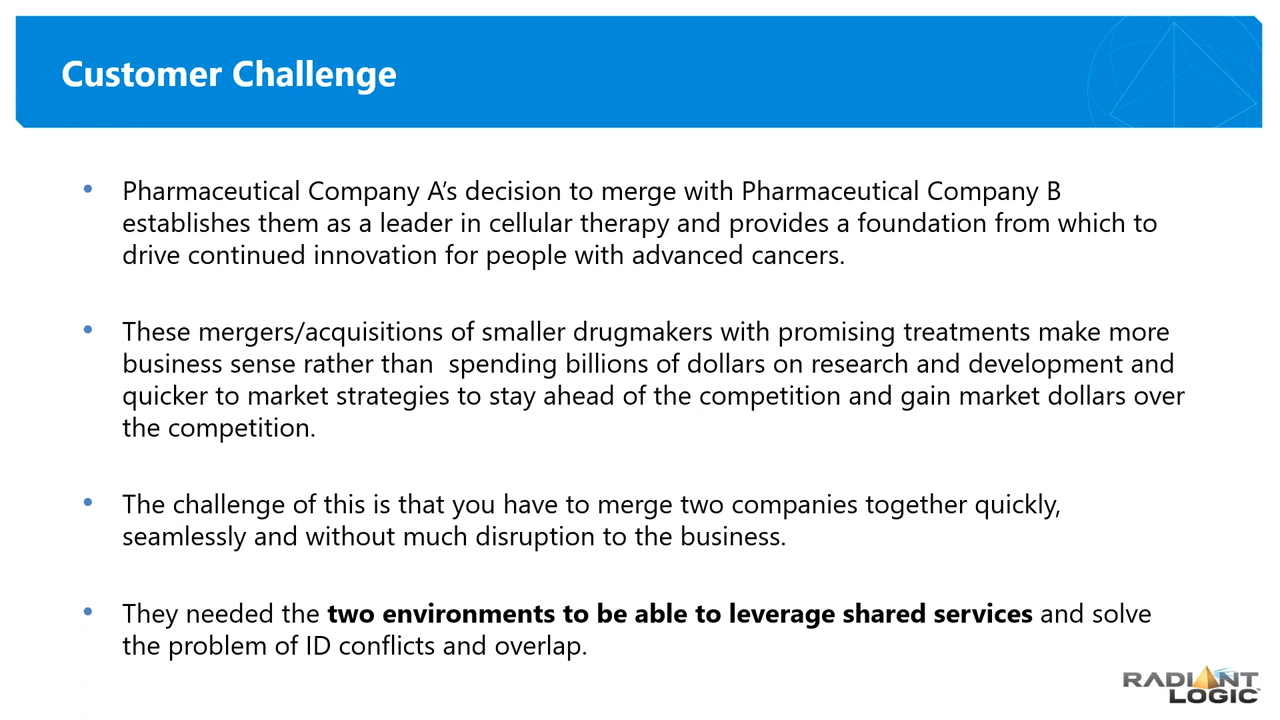 Customer Challenge
• Pharmaceutical Company A’s decision to merge with Pharmaceutical Company B
establishes them as a leader in cellular therapy and provides a foundation from which to
drive continued innovation for people with advanced cancers.
• These mergers/acquisitions of smaller drugmakers with promising treatments make more
business sense rather than  spending billions of dollars on research and development and
quicker to market strategies to stay ahead of the competition and gain market dollars over
the competition.
• The challenge of this is that you have to merge two companies together quickly,
seamlessly and without much disruption to the business.
• They needed the two environments to be able to leverage shared services and solve
the problem of ID conflicts and overlap.
RADIANT
LOGIC